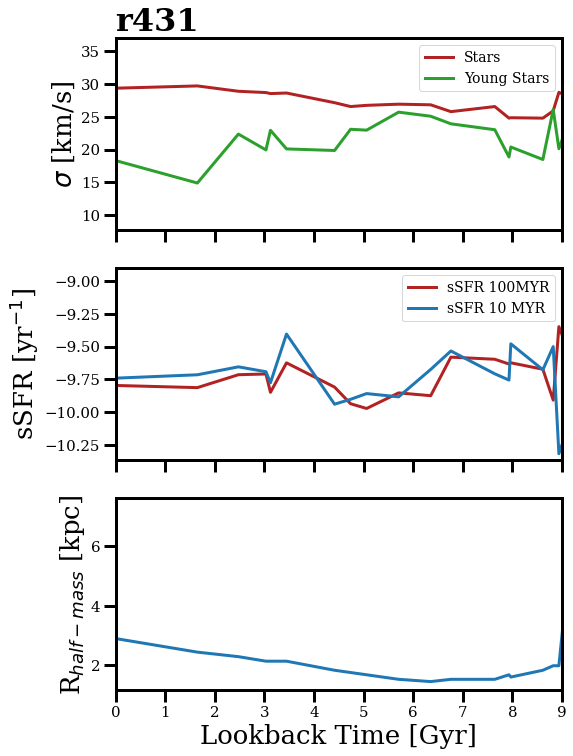 r431
σ [km/s]
35
30
25
20
15
10
Stars
Young Stars
sSFR [yr⁻¹]
−9.00
−9.25
−9.50
−9.75
−10.00
−10.25
sSFR 100MYR
sSFR 10 MYR
R_half−mass [kpc]
6
4
2
0 1 2 3 4 5 6 7 8 9
Lookback Time [Gyr]